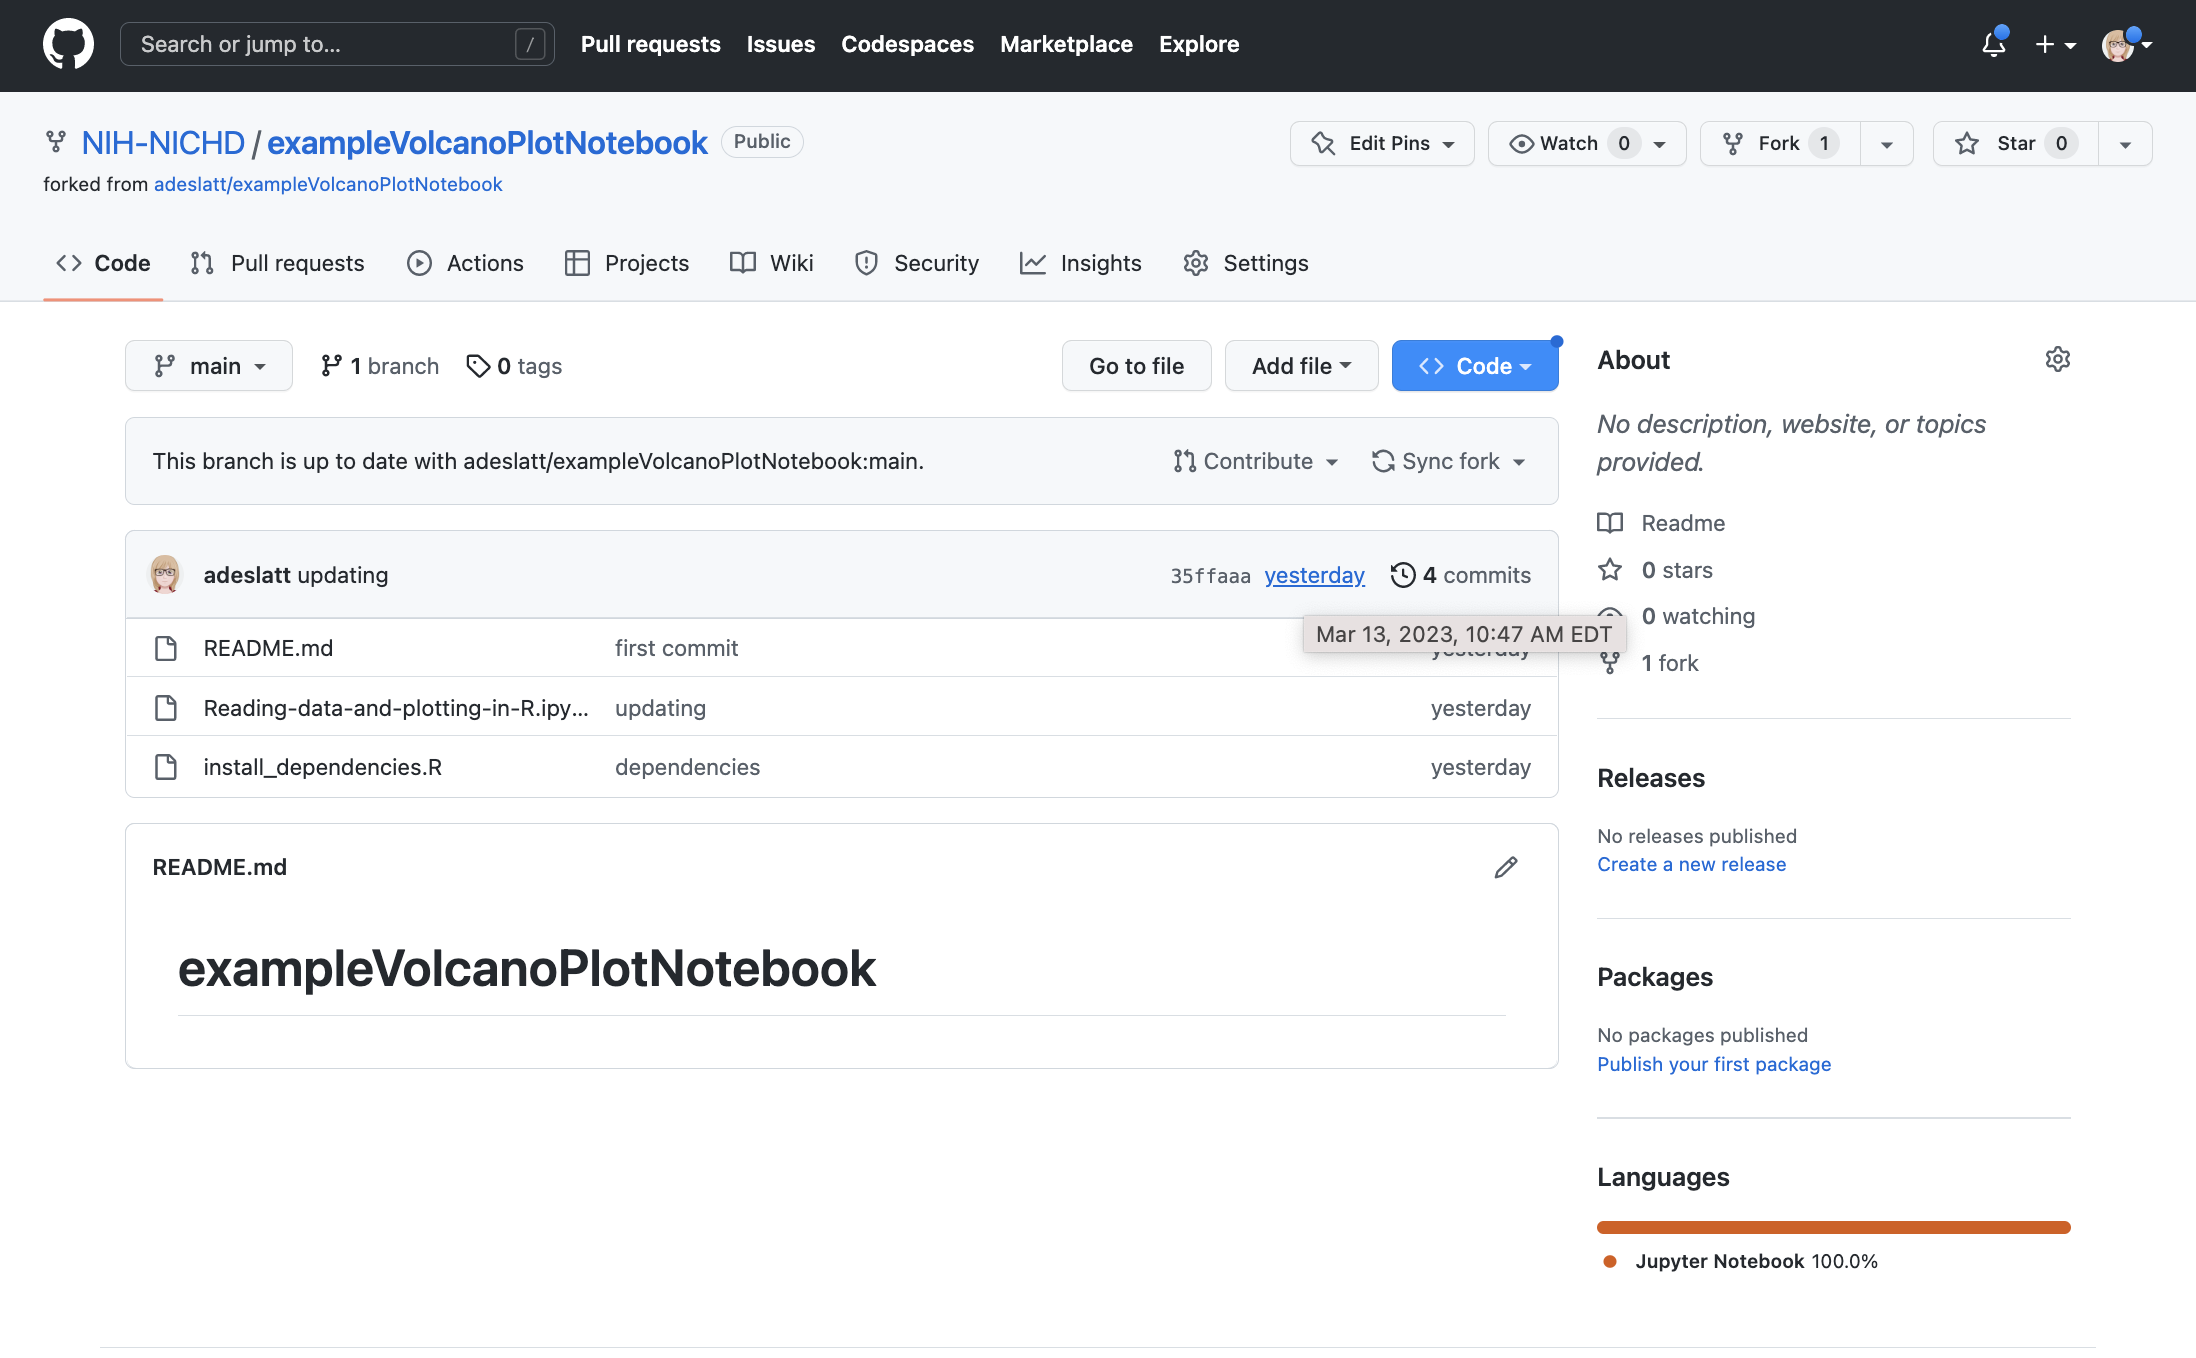 Search or jump to... / Pull requests Issues Codespaces Marketplace Explore
NIH-NICHD / exampleVolcanoPlotNotebook Public Edit Pins Watch 0 Fork 1 Star 0
forked from adeslatt/exampleVolcanoPlotNotebook
Code Pull requests Actions Projects Wiki Security Insights Settings
main 1 branch 0 tags Go to file Add file Code
This branch is up to date with adeslatt/exampleVolcanoPlotNotebook:main. Contribute Sync fork
adeslatt updating 35ffaaa yesterday 4 commits
Mar 13, 2023, 10:47 AM EDT
README.md first commit yesterday
Reading-data-and-plotting-in-R.ipy... updating yesterday
install_dependencies.R dependencies yesterday
README.md
exampleVolcanoPlotNotebook
About
No description, website, or topics
provided.
Readme
0 stars
0 watching
1 fork
Releases
No releases published
Create a new release
Packages
No packages published
Publish your first package
Languages
Jupyter Notebook 100.0%